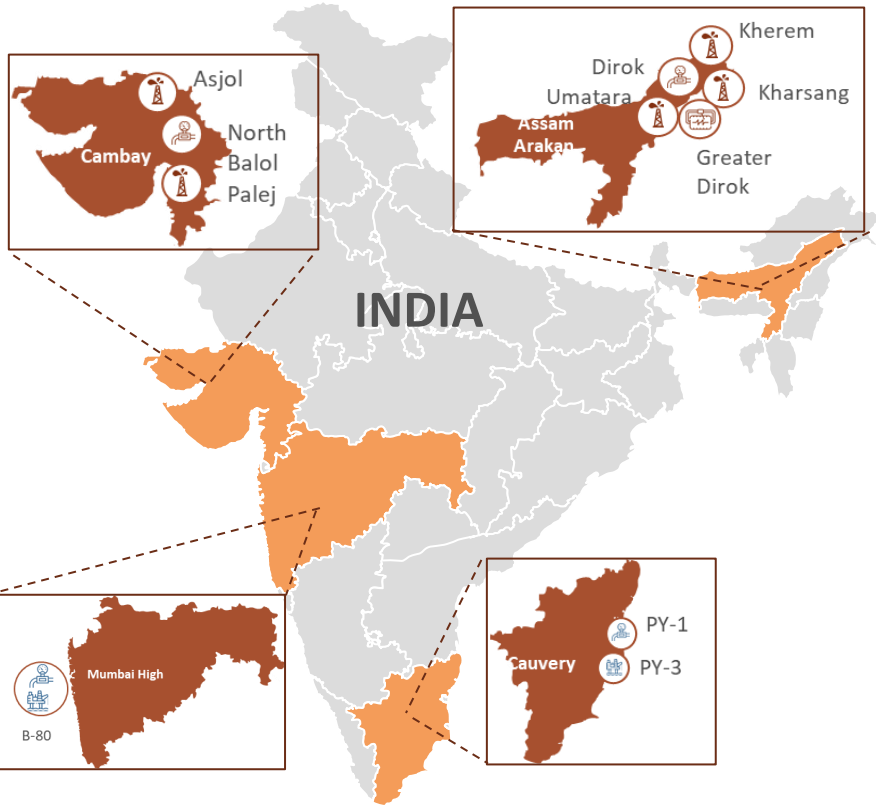 Asjol
North
Balol
Palej
Cambay
Kherem
Dirok
Umatara
Kharsang
Assam
Arakan
Greater
Dirok
INDIA
Mumbai High
B-80
Cauvery
PY-1
PY-3